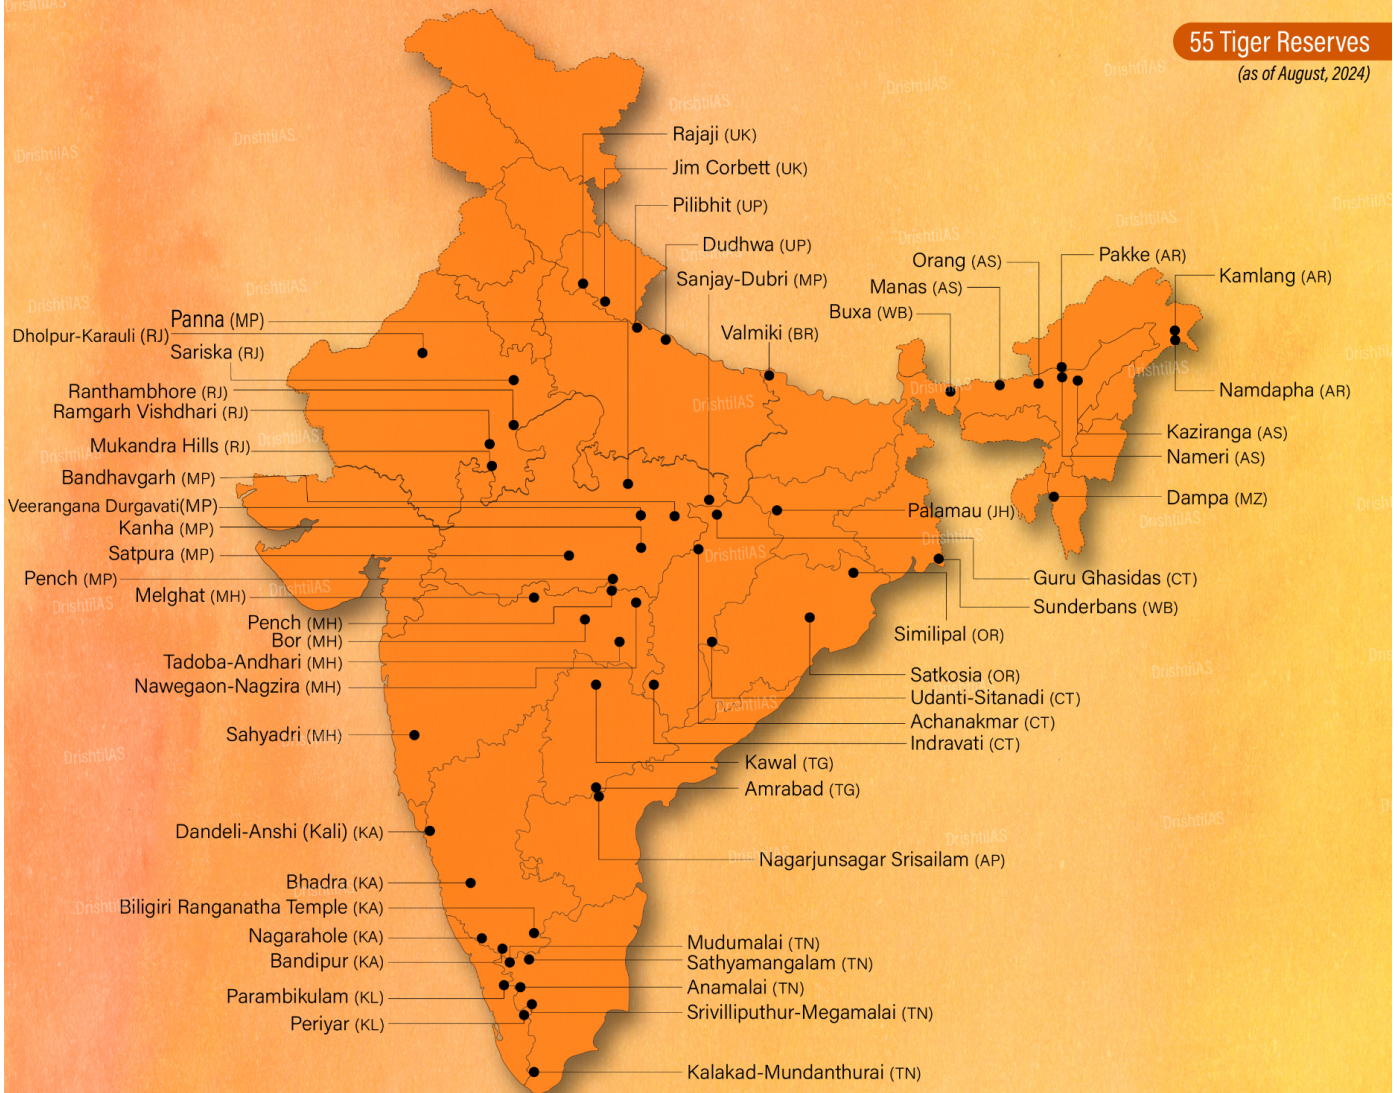 55 Tiger Reserves
(as of August, 2024)
Rajaji (UK)
Jim Corbett (UK)
Pilibhit (UP)
Dudhwa (UP)
Sanjay-Dubri (MP)
Valmiki (BR)
Orang (AS)
Manas (AS)
Buxa (WB)
Pakke (AR)
Kamlang (AR)
Namdapha (AR)
Kaziranga (AS)
Nameri (AS)
Dampa (MZ)
Panna (MP)
Dholpur-Karauli (RJ)
Sariska (RJ)
Ranthambhore (RJ)
Ramgarh Vishdhari (RJ)
Mukandra Hills (RJ)
Bandhavgarh (MP)
Veerangana Durgavati(MP)
Kanha (MP)
Satpura (MP)
Pench (MP)
Melghat (MH)
Pench (MH)
Bor (MH)
Tadoba-Andhari (MH)
Nawegaon-Nagzira (MH)
Sahyadri (MH)
Dandeli-Anshi (Kali) (KA)
Bhadra (KA)
Biligiri Ranganatha Temple (KA)
Nagarahole (KA)
Bandipur (KA)
Parambikulam (KL)
Periyar (KL)
Palamau (JH)
Guru Ghasidas (CT)
Sunderbans (WB)
Similipal (OR)
Satkosia (OR)
Udanti-Sitanadi (CT)
Achanakmar (CT)
Indravati (CT)
Kawal (TG)
Amrabad (TG)
Nagarjunsagar Srisailam (AP)
Mudumalai (TN)
Sathyamangalam (TN)
Anamalai (TN)
Srivilliputhur-Megamalai (TN)
Kalakad-Mundanthurai (TN)
DrishtiIAS